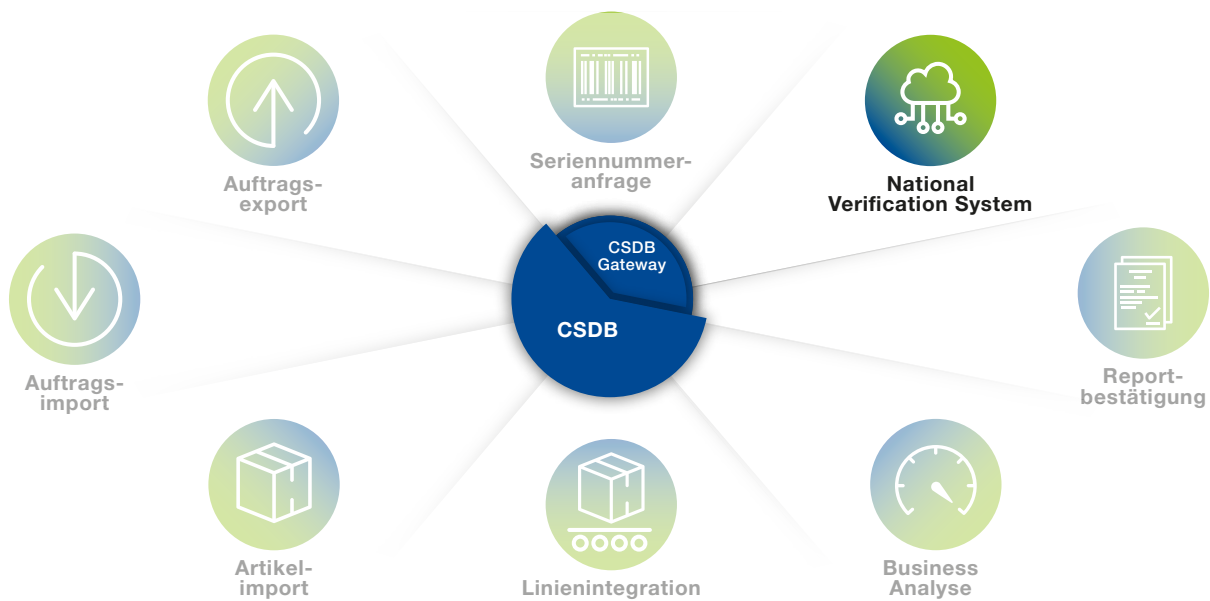 Auftrags-
export
Seriennummer-
anfrage
National
Verification System
Auftrags-
import
CSDB
Gateway
CSDB
Report-
bestätigung
Artikel-
import
Linienintegration
Business
Analyse